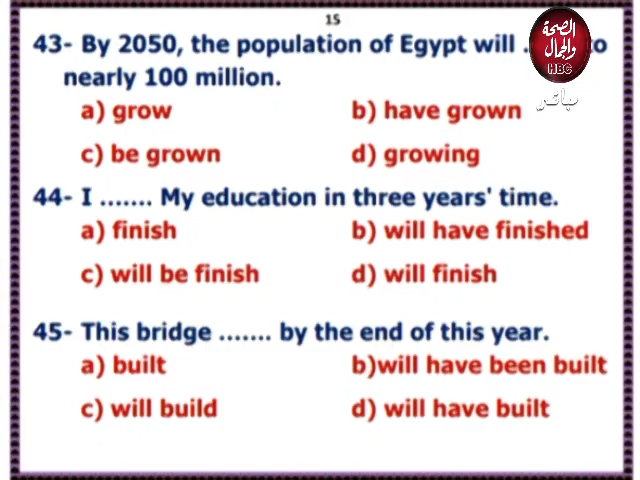 15
43- By 2050, the population of Egypt will . to
nearly 100 million.
a) grow
b) have grown
c) be grown
d) growing
44- I ....... My education in three years' time.
a) finish
b) will have finished
c) will be finish
d) will finish
45- This bridge ....... by the end of this year.
a) built
b)will have been built
c) will build
d) will have built
الصحة
والجمال
HBC
مباشر